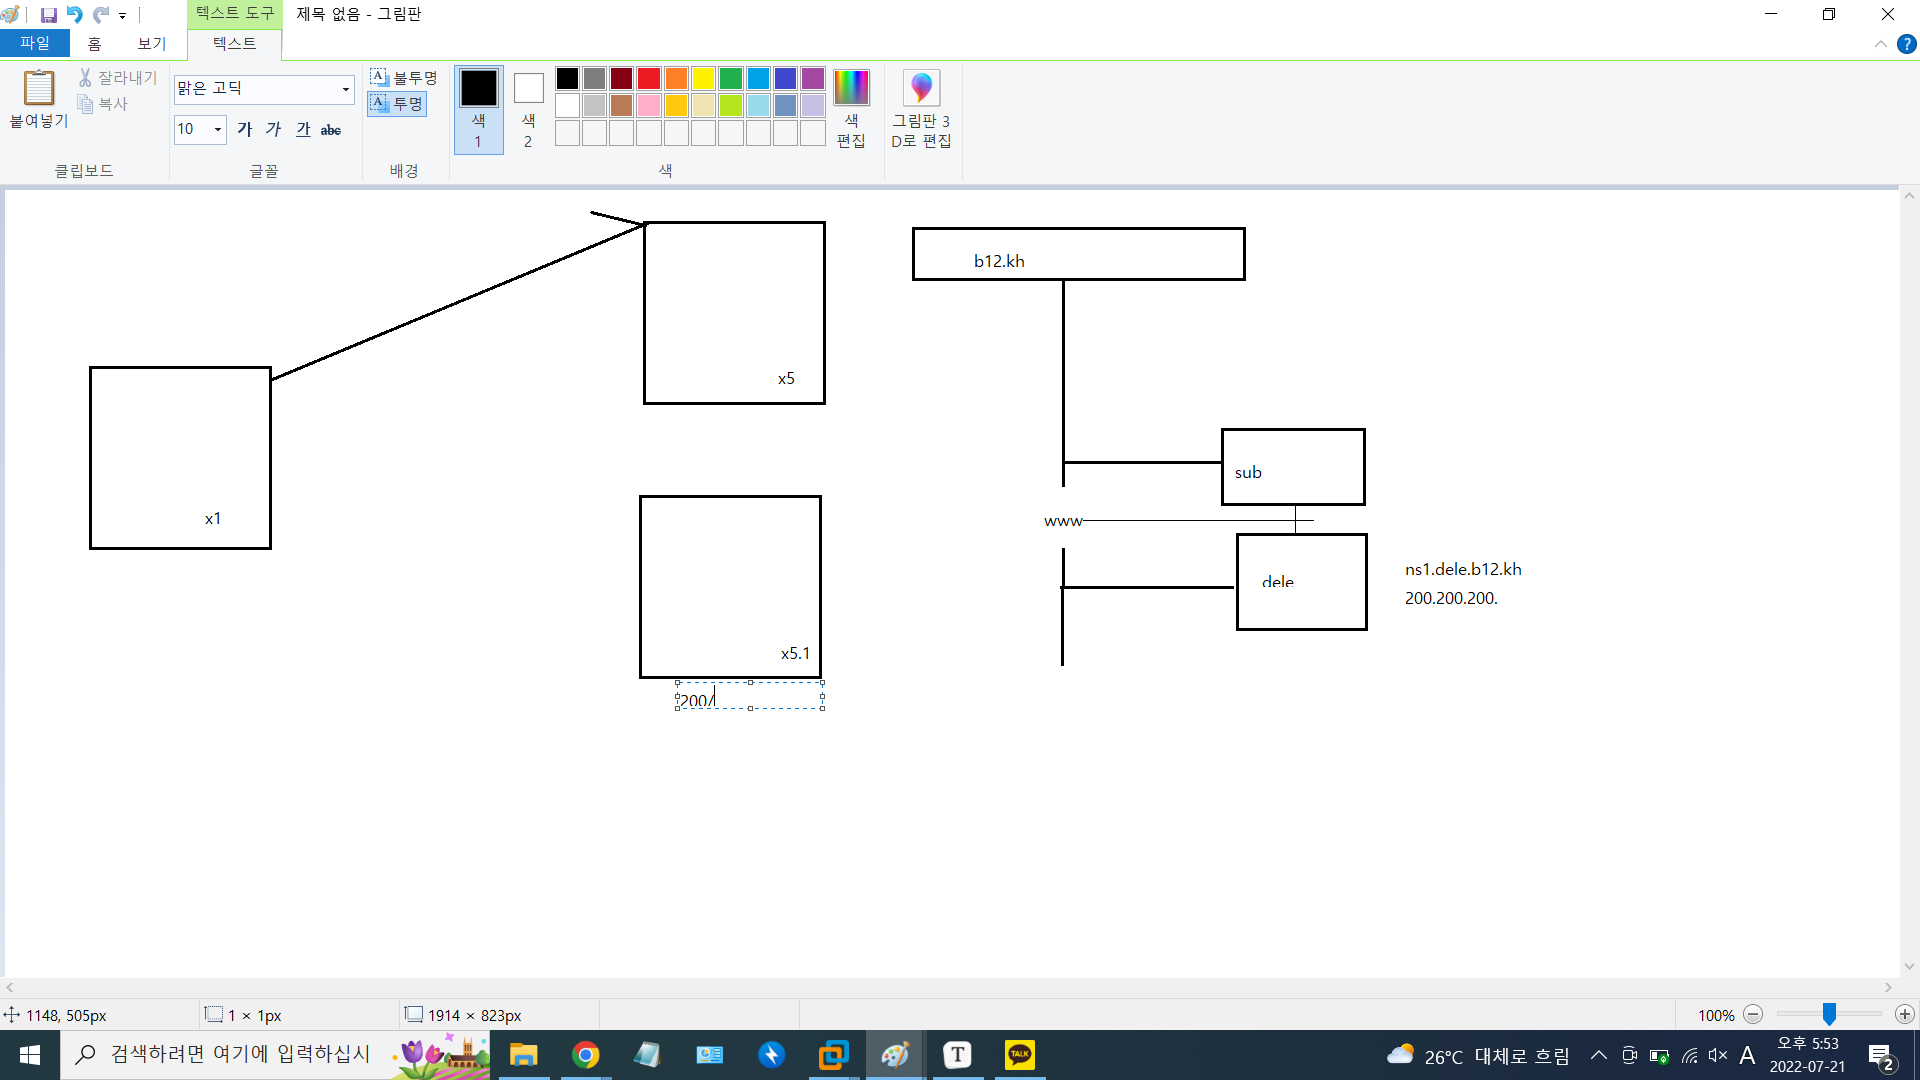 텍스트 도구
제목 없음 - 그림판
파일
홈
보기
텍스트
붙여넣기
잘라내기
복사
클립보드
맑은 고딕
10
가 가 가 abc
글꼴
불투명
투명
배경
색
1
색
2
색
편집
색
그림판 3
D로 편집
b12.kh
x5
sub
x1
www
ns1.dele.b12.kh
dele
200.200.200.
x5.1
200/
1148, 505px
1 × 1px
1914 × 823px
100%
검색하려면 여기에 입력하십시
T
TALK
26°C 대체로 흐림
A
오후 5:53
2022-07-21
2